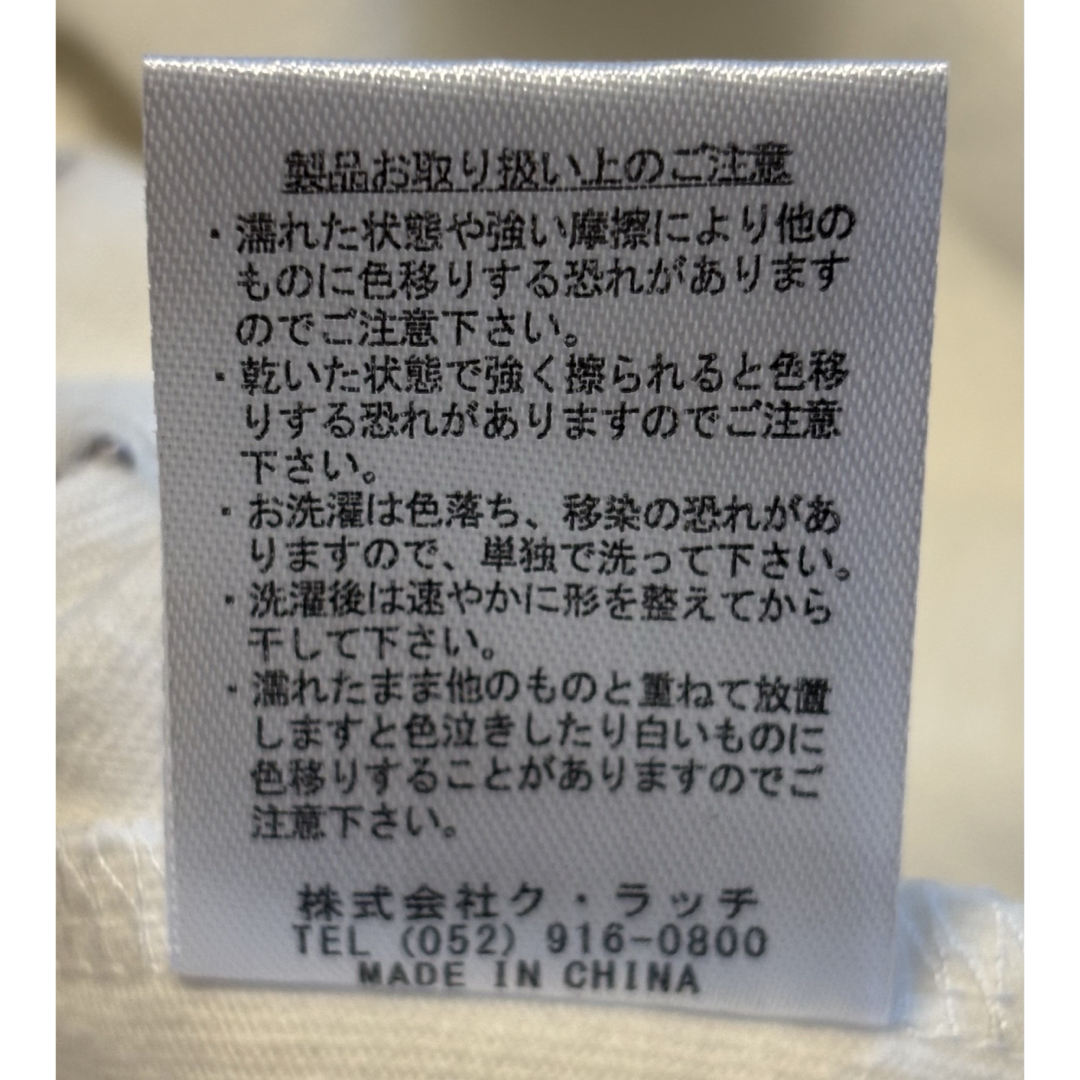 製品お取り扱い上のご注意
・濡れた状態や強い摩擦により他の
ものに色移りする恐れがあります
のでご注意下さい。
・乾いた状態で強く擦られると色移
りする恐れがありますのでご注意
下さい。
・お洗濯は色落ち、移染の恐れがあ
りますので、単独で洗って下さい。
・洗濯後は速やかに形を整えてから
干して下さい。
・濡れたまま他のものと重ねて放置
しますと色泣きしたり白いものに
色移りすることがありますのでご
注意下さい。
株式会社ク・ラッチ
TEL (052) 916-0800
MADE IN CHINA